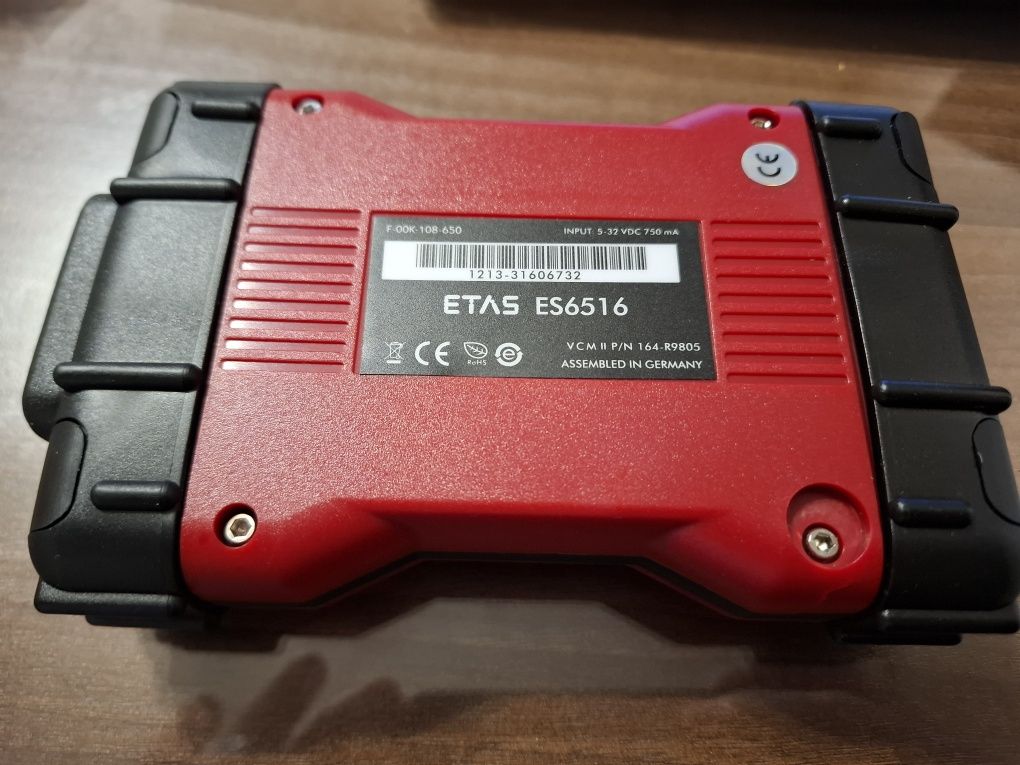 CE
F-00K-108-650 INPUT: 5-32 VDC 750 mA
1213-31606732
ETAS ES6516
CE RoHS e VCM II P/N 164-R9805
ASSEMBLED IN GERMANY